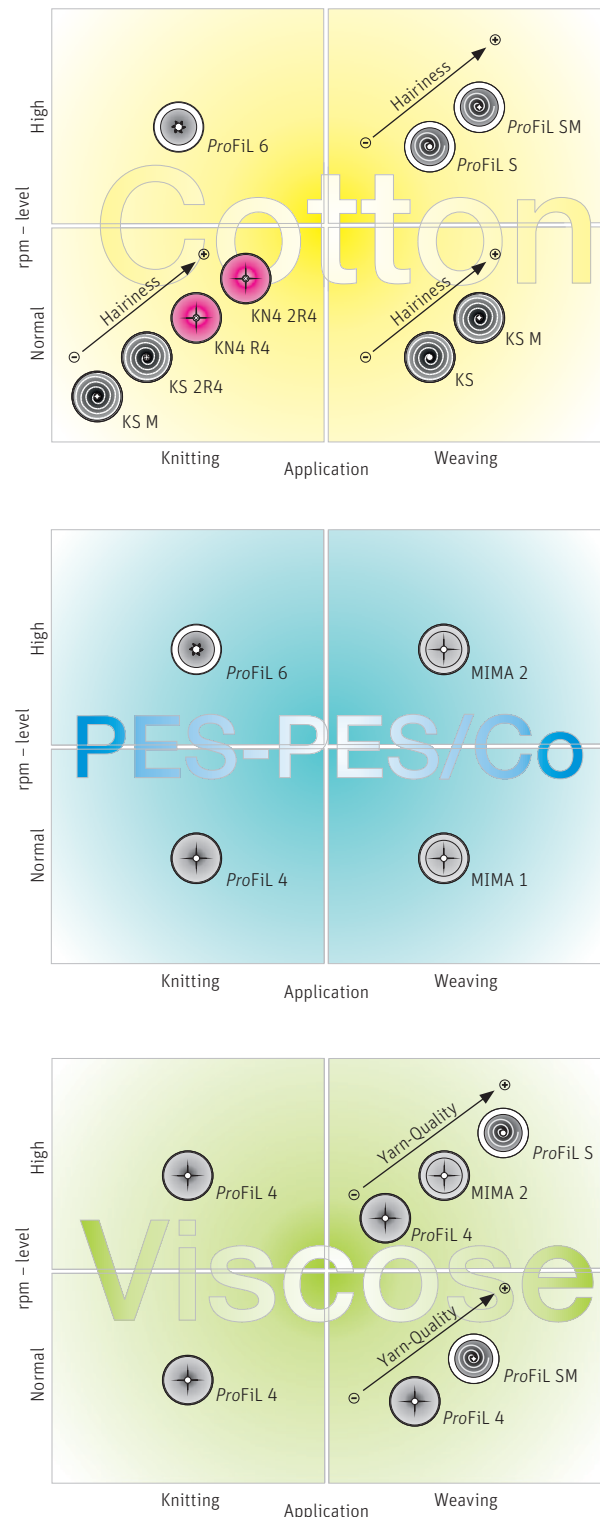 High
rpm – level
Normal
Cotton
ProFiL 6
Hairiness
ProFiL SM
ProFiL S
Hairiness
KN4 2R4
KN4 R4
KS 2R4
KS M
Hairiness
KS M
KS
Knitting
Application
Weaving
High
rpm – level
Normal
PES-PES/Co
ProFiL 6
MIMA 2
ProFiL 4
MIMA 1
Knitting
Application
Weaving
High
rpm – level
Normal
Viscose
ProFiL 4
Yarn-Quality
ProFiL S
MIMA 2
ProFiL 4
ProFiL 4
Yarn-Quality
ProFiL SM
ProFiL 4
Knitting
Application
Weaving